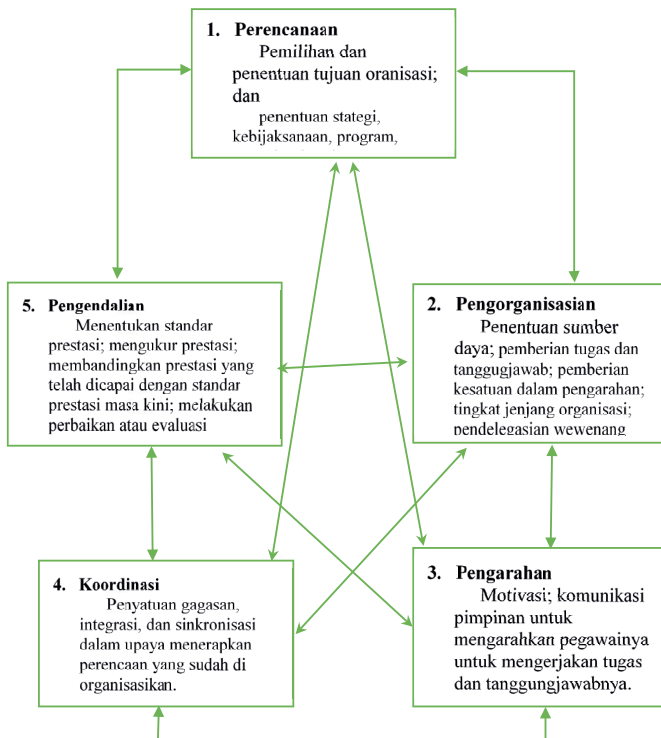 1. Perencanaan
Pemilihan dan
penentuan tujuan oranisasi;
dan
penentuan stategi,
kebijaksanaan, program,
5. Pengendalian
Menentukan standar
prestasi; mengukur prestasi;
membandingkan prestasi yang
telah dicapai dengan standar
prestasi masa kini; melakukan
perbaikan atau evaluasi
2. Pengorganisasian
Penentuan sumber
daya; pemberian tugas dan
tanggugjawab; pemberian
kesatuan dalam pengarahan;
tingkat jenjang organisasi;
pendelegasian wewenang
4. Koordinasi
Penyatuan gagasan,
integrasi, dan sinkronisasi
dalam upaya menerapkan
perencaan yang sudah di
organisasikan.
3. Pengarahan
Motivasi; komunikasi
pimpinan untuk
mengarahkan pegawainya
untuk mengerjakan tugas
dan tanggungjawabnya.